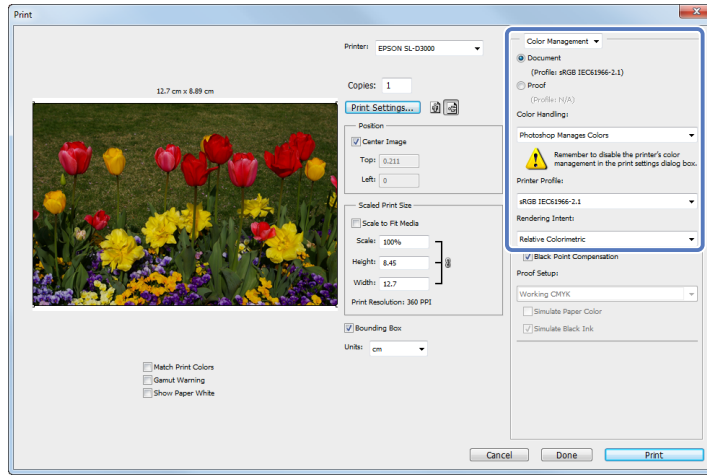 Print
12.7 cm x 8.89 cm
Match Print Colors
Gamut Warning
Show Paper White
Printer: EPSON SL-D3000
Copies: 1
Print Settings...
Position
Center Image
Top: 0.211
Left: 0
Scaled Print Size
Scale to Fit Media
Scale: 100%
Height: 8.45
Width: 12.7
Print Resolution: 360 PPI
Bounding Box
Units: cm
Color Management
Document
(Profile: sRGB IEC61966-2.1)
Proof
(Profile: N/A)
Color Handling:
Photoshop Manages Colors
Remember to disable the printer's color
management in the print settings dialog box.
Printer Profile:
sRGB IEC61966-2.1
Rendering Intent:
Relative Colorimetric
Black Point Compensation
Proof Setup:
Working CMYK
Simulate Paper Color
Simulate Black Ink
Cancel
Done
Print